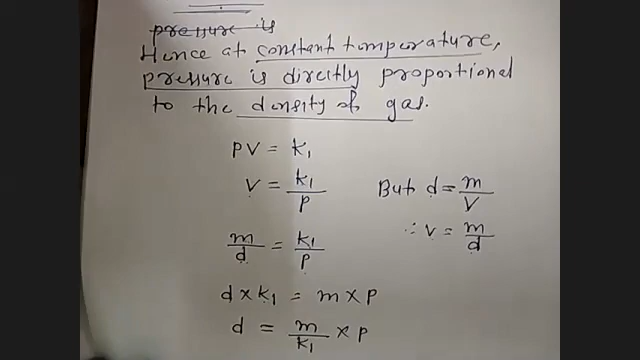 pressure is
Hence at constant temperature,
pressure is directly proportional
to the density of gas.
PV = K₁
V = K₁/P
But d = m/V
m/d = K₁/P
∴ V = m/d
d × K₁ = m × P
d = m/K₁ × P